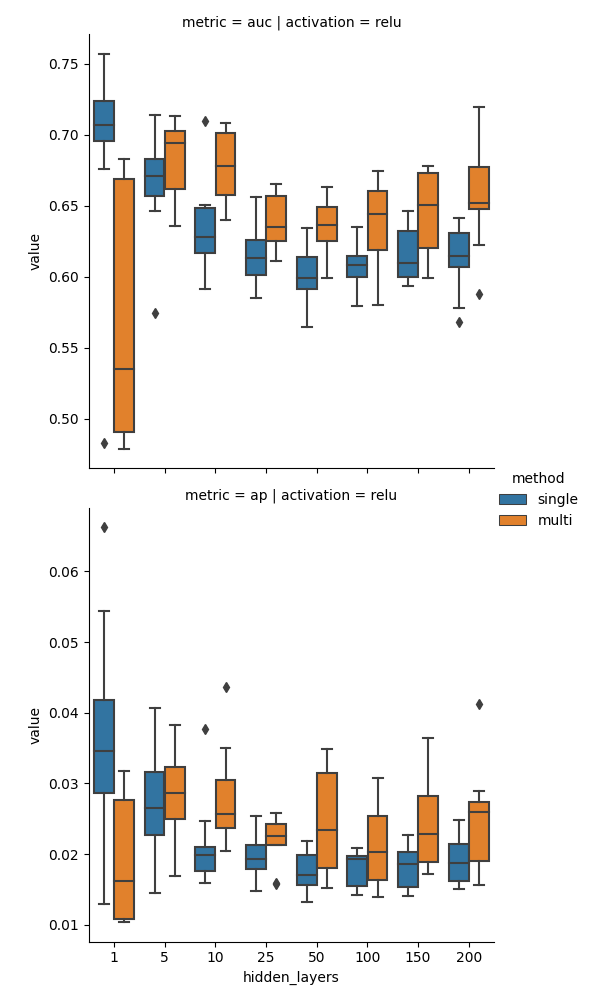 metric = auc | activation = relu
0.75
0.70
0.65
0.60
0.55
0.50
value
method
single
multi
metric = ap | activation = relu
0.06
0.05
0.04
0.03
0.02
0.01
value
1 5 10 25 50 100 150 200
hidden_layers